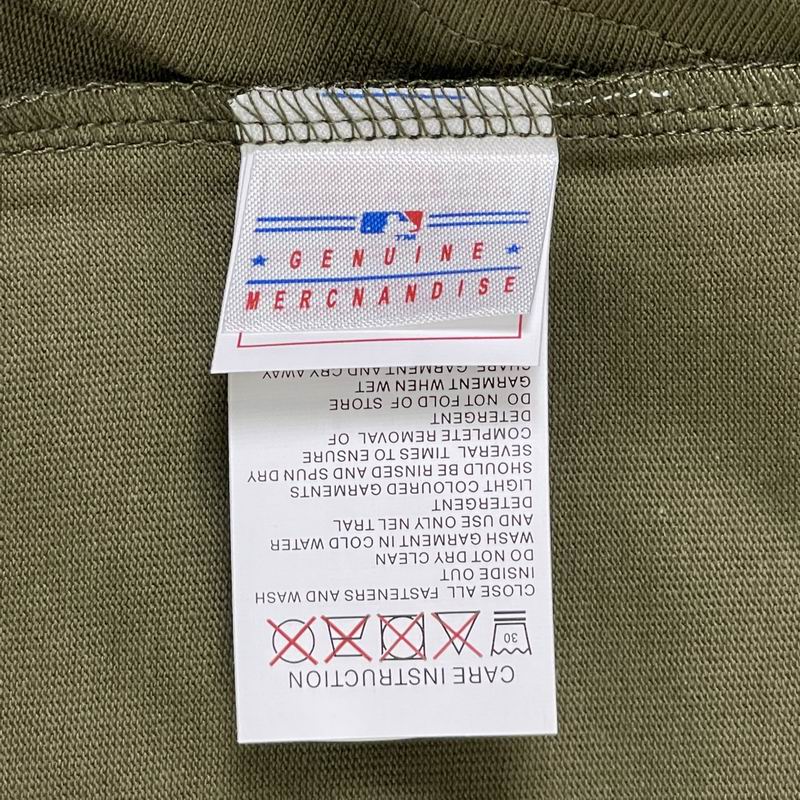 TM
GENUINE
MERCNANDISE
CARE INSTRUCTION
30
CLOSE ALL FASTENERS AND WASH
INSIDE OUT
DO NOT DRY CLEAN
WASH GARMENT IN COLD WATER
AND USE ONLY NEL TRAL
DETERGENT
LIGHT COLOURED GARMENTS
SHOULD BE RINSED AND SPUN DRY
SEVERAL TIMES TO ENSURE
COMPLETE REMOVAL OF
DETERGENT
DO NOT FOLD OF STORE
GARMENT WHEN WET
SHAPE GARMENT AND CRY AWAY